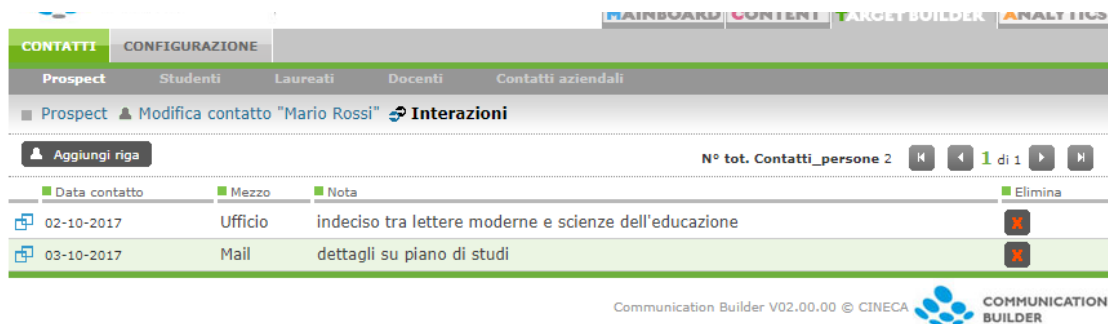 MAINBOARD CONTENT TARGET BUILDER ANALYTICS
CONTATTI CONFIGURAZIONE
Prospect Studenti Laureati Docenti Contatti aziendali
Prospect Modifica contatto "Mario Rossi" Interazioni
Aggiungi riga N° tot. Contatti_persone 2 1 di 1
Data contatto Mezzo Nota Elimina
02-10-2017 Ufficio indeciso tra lettere moderne e scienze dell'educazione X
03-10-2017 Mail dettagli su piano di studi X
Communication Builder V02.00.00 © CINECA COMMUNICATION
BUILDER